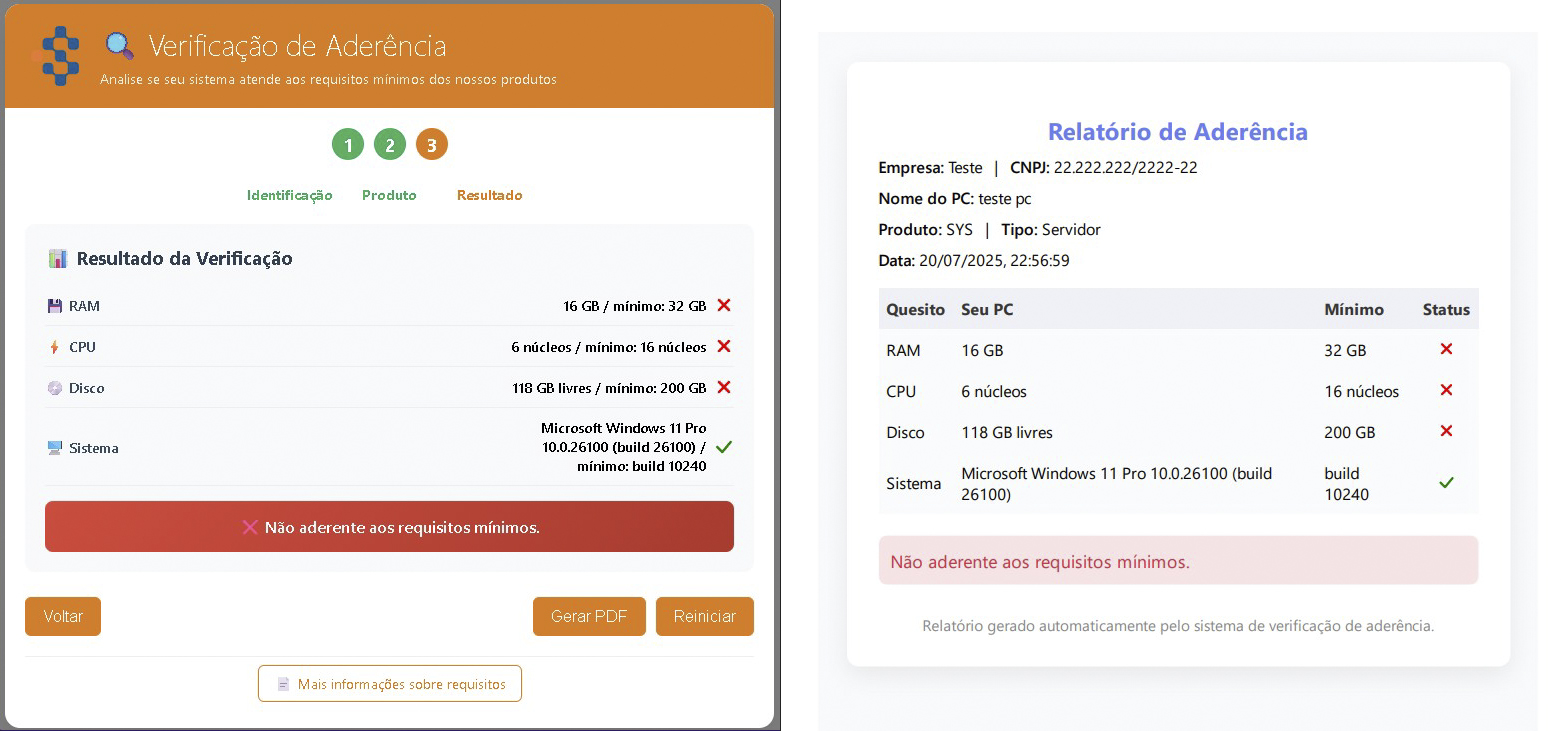 Verificação de Aderência
Analise se seu sistema atende aos requisitos mínimos dos nossos produtos
1 2 3
Identificação Produto Resultado
Resultado da Verificação
RAM 16 GB / mínimo: 32 GB
CPU 6 núcleos / mínimo: 16 núcleos
Disco 118 GB livres / mínimo: 200 GB
Sistema Microsoft Windows 11 Pro
10.0.26100 (build 26100) /
mínimo: build 10240
Não aderente aos requisitos mínimos.
Voltar Gerar PDF Reiniciar
Mais informações sobre requisitos
Relatório de Aderência
Empresa: Teste | CNPJ: 22.222.222/2222-22
Nome do PC: teste pc
Produto: SYS | Tipo: Servidor
Data: 20/07/2025, 22:56:59
Quesito Seu PC Mínimo Status
RAM 16 GB 32 GB
CPU 6 núcleos 16 núcleos
Disco 118 GB livres 200 GB
Sistema Microsoft Windows 11 Pro 10.0.26100 (build 26100) build 10240
Não aderente aos requisitos mínimos.
Relatório gerado automaticamente pelo sistema de verificação de aderência.